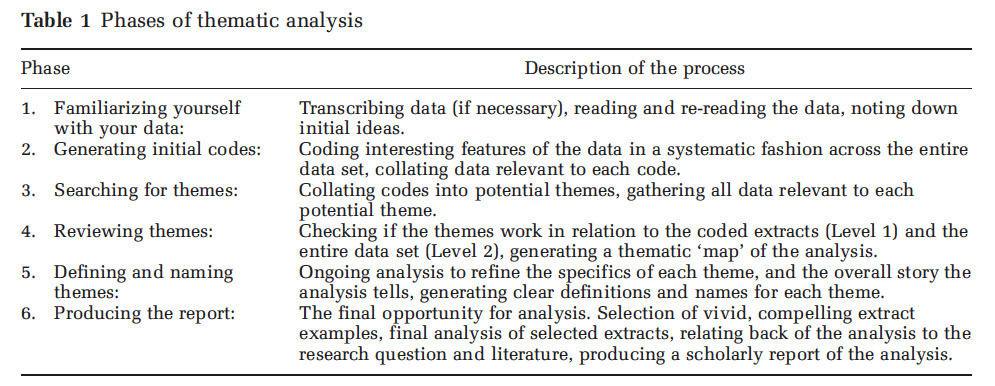 Table 1 Phases of thematic analysis
Phase Description of the process
1. Familiarizing yourself with your data: Transcribing data (if necessary), reading and re-reading the data, noting down
initial ideas.
2. Generating initial codes: Coding interesting features of the data in a systematic fashion across the entire
data set, collating data relevant to each code.
3. Searching for themes: Collating codes into potential themes, gathering all data relevant to each
potential theme.
4. Reviewing themes: Checking if the themes work in relation to the coded extracts (Level 1) and the
entire data set (Level 2), generating a thematic ‘map’ of the analysis.
5. Defining and naming themes: Ongoing analysis to refine the specifics of each theme, and the overall story the
analysis tells, generating clear definitions and names for each theme.
6. Producing the report: The final opportunity for analysis. Selection of vivid, compelling extract
examples, final analysis of selected extracts, relating back of the analysis to the
research question and literature, producing a scholarly report of the analysis.